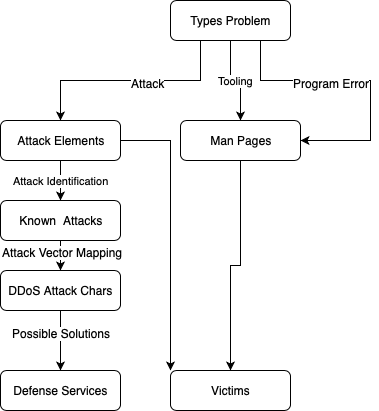 Types Problem
Attack
Tooling
Program Error
Attack Elements
Man Pages
Attack Identification
Known Attacks
Attack Vector Mapping
DDoS Attack Chars
Possible Solutions
Defense Services
Victims